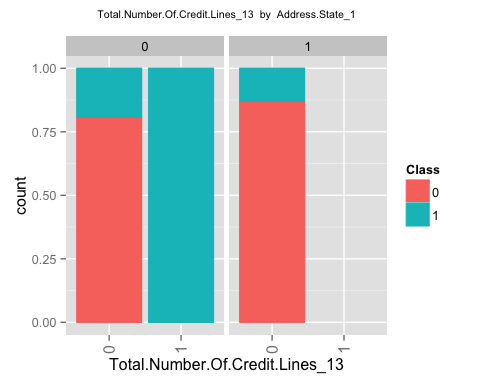 Total.Number.Of.Credit.Lines_13 by Address.State_1
0 1
1.00
0.75
0.50
0.25
0.00
count
0 1 0 1
Total.Number.Of.Credit.Lines_13
Class
0
1